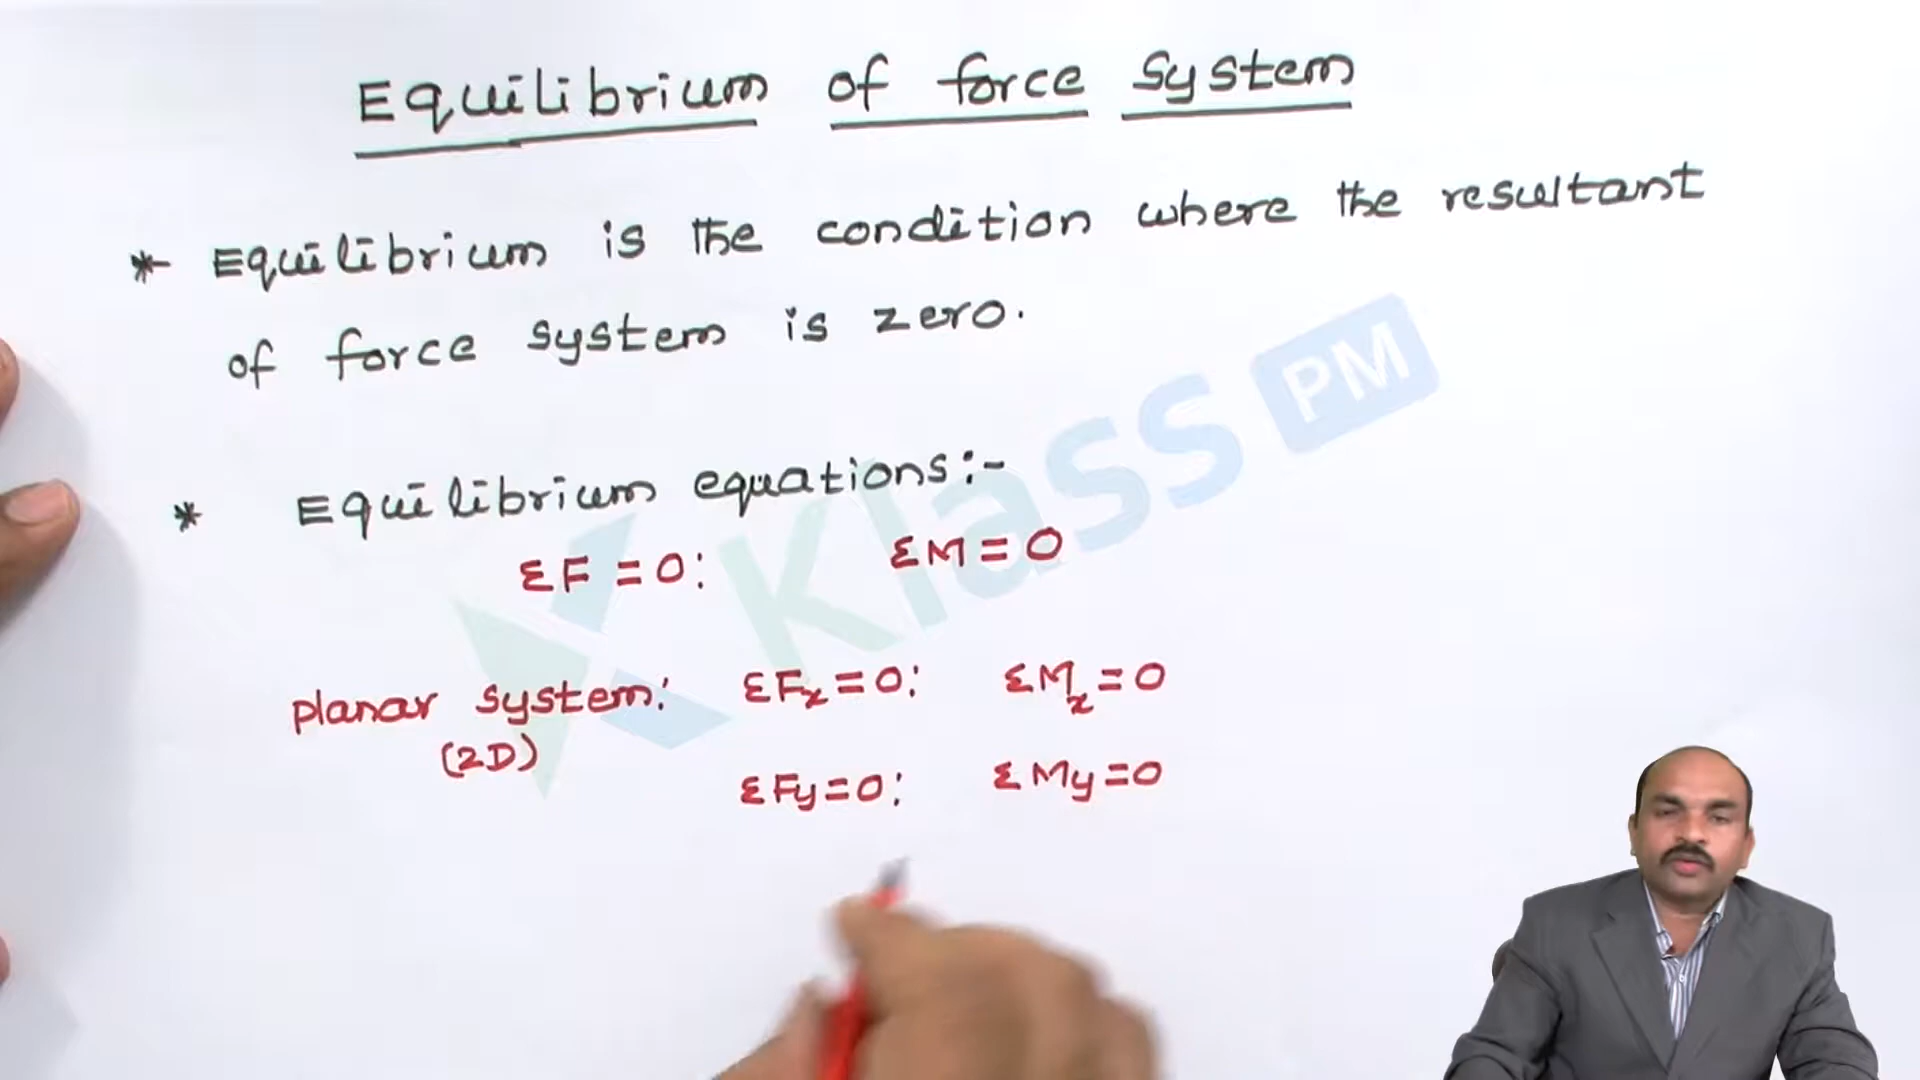 Equilibrium of force system
* Equilibrium is the condition where the resultant
of force system is zero.
* Equilibrium equations:-
ΣF = 0: ΣM = 0
planar system: ΣFx = 0: ΣMx = 0
(2D)
ΣFy = 0: ΣMy = 0
Klass PM